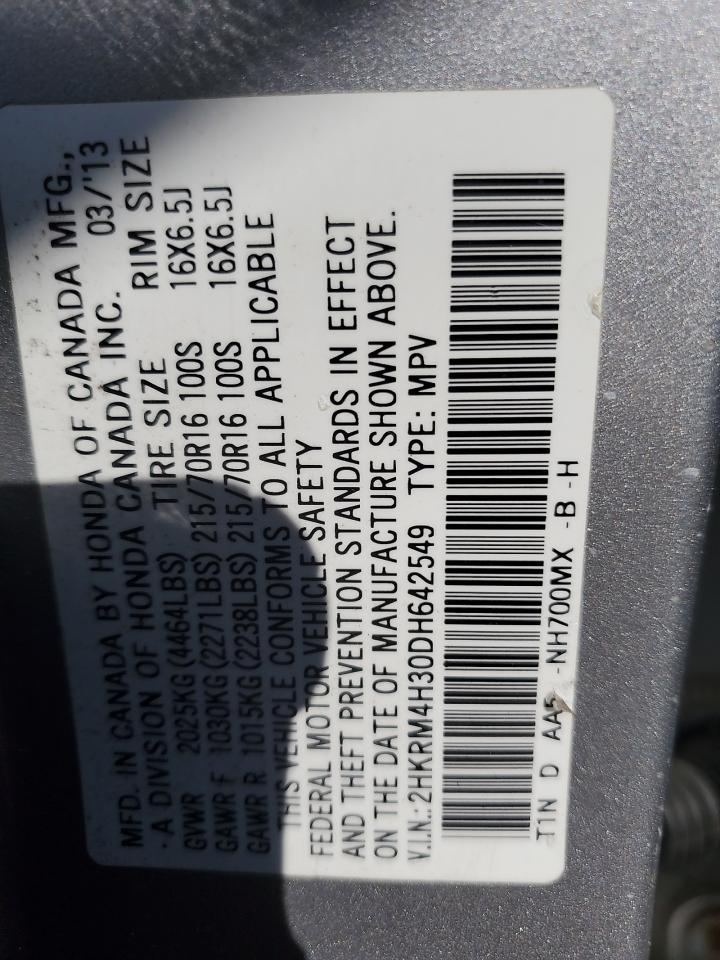 MFD. IN CANADA BY HONDA OF CANADA MFG.,
· A DIVISION OF HONDA CANADA INC. 03/'13
TIRE SIZE RIM SIZE
GVWR 2025KG(4464LBS)
GAWR F 1030KG(2271LBS) 215/70R16 100S 16X6.5J
GAWR R 1015KG(2238LBS) 215/70R16 100S 16X6.5J
THIS VEHICLE CONFORMS TO ALL APPLICABLE
FEDERAL MOTOR VEHICLE SAFETY
AND THEFT PREVENTION STANDARDS IN EFFECT
ON THE DATE OF MANUFACTURE SHOWN ABOVE.
V.I.N.:2HKRM4H30DH642549 TYPE: MPV
T1N D AA5 -NH700MX -B -H